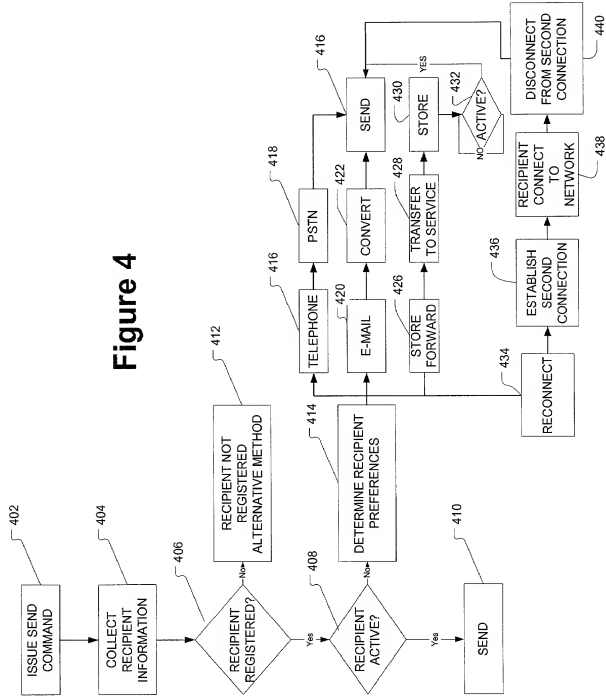 Figure 4
402
ISSUE SEND
COMMAND
404
COLLECT
RECIPIENT
INFORMATION
406
RECIPIENT
REGISTERED?
No
412
RECIPIENT NOT
REGISTERED
ALTERNATIVE METHOD
Yes
408
RECIPIENT
ACTIVE?
No
414
DETERMINE RECIPIENT
PREFERENCES
Yes
410
SEND
416
TELEPHONE
418
PSTN
416
SEND
420
E-MAIL
422
CONVERT
426
STORE
FORWARD
428
TRANSFER
TO SERVICE
430
STORE
432
ACTIVE?
NO
YES
434
RECONNECT
436
ESTABLISH
SECOND
CONNECTION
RECIPIENT
CONNECT
TO
NETWORK
438
DISCONNECT
FROM SECOND
CONNECTION
440